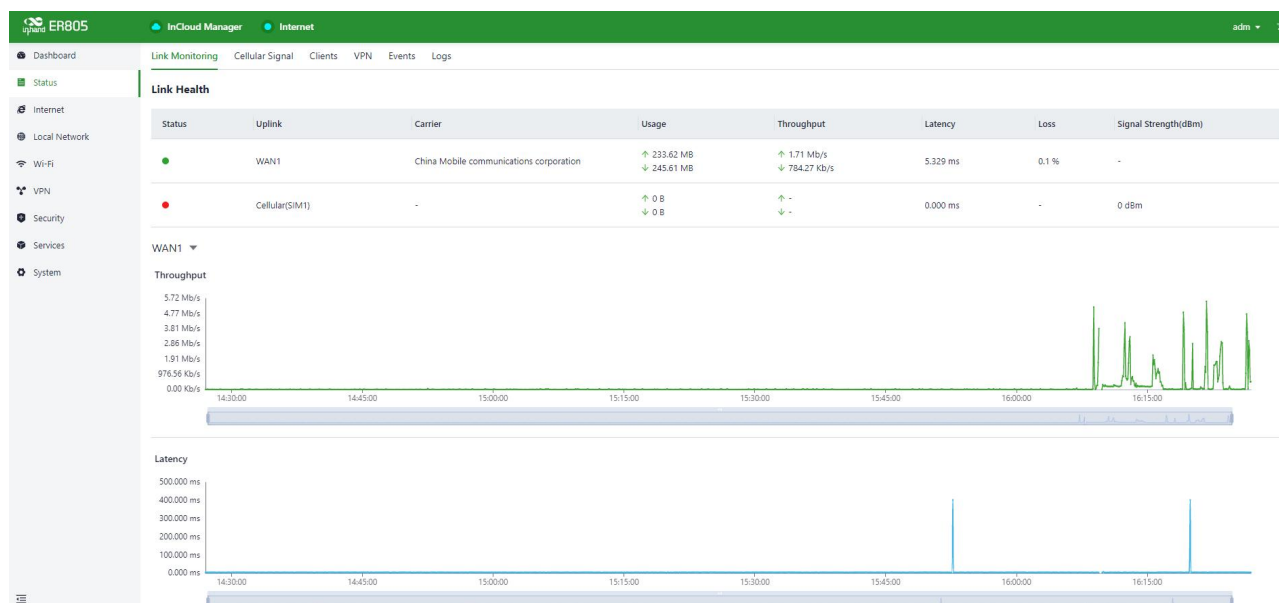 inhand ER805 InCloud Manager Internet adm
Dashboard
Status
Internet
Local Network
Wi-Fi
VPN
Security
Services
System
Link Monitoring Cellular Signal Clients VPN Events Logs
Link Health
Status Uplink Carrier Usage Throughput Latency Loss Signal Strength(dBm)
WAN1 China Mobile communications corporation ↑ 233.62 MB ↑ 1.71 Mb/s 5.329 ms 0.1 % -
↓ 245.61 MB ↓ 784.27 Kb/s
Cellular(SIM1) - ↑ 0 B ↑ - 0.000 ms - 0 dBm
↓ 0 B ↓ -
WAN1
Throughput
5.72 Mb/s
4.77 Mb/s
3.81 Mb/s
2.86 Mb/s
1.91 Mb/s
976.56 Kb/s
0.00 Kb/s
14:30:00 14:45:00 15:00:00 15:15:00 15:30:00 15:45:00 16:00:00 16:15:00
Latency
500.000 ms
400.000 ms
300.000 ms
200.000 ms
100.000 ms
0.000 ms
14:30:00 14:45:00 15:00:00 15:15:00 15:30:00 15:45:00 16:00:00 16:15:00